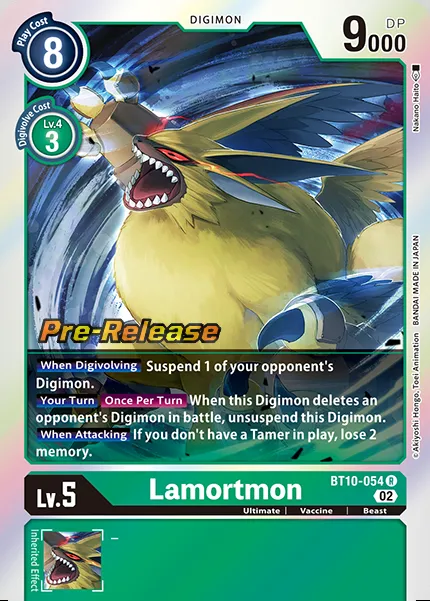 DIGIMON
Play Cost
8
DP
9000
Digivolve Cost
Lv.4
3
Nakano Haito
Pre-Release
When Digivolving Suspend 1 of your opponent's
Digimon.
Your Turn Once Per Turn When this Digimon deletes an
opponent's Digimon in battle, unsuspend this Digimon.
When Attacking If you don't have a Tamer in play, lose 2
memory.
©Akiyoshi Hongo, Toei Animation BANDAI MADE IN JAPAN
Lv.5
Lamortmon
BT10-054 R
02
Ultimate | Vaccine | Beast
Inherited Effect
–